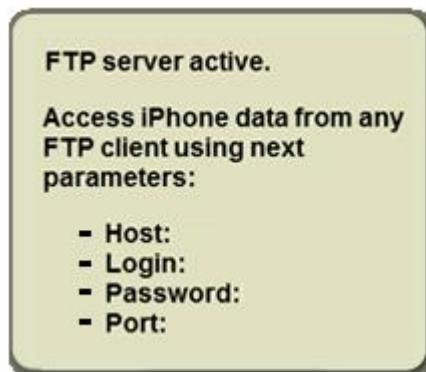 FTP server active.
Access iPhone data from any
FTP client using next
parameters:
- Host:
- Login:
- Password:
- Port: